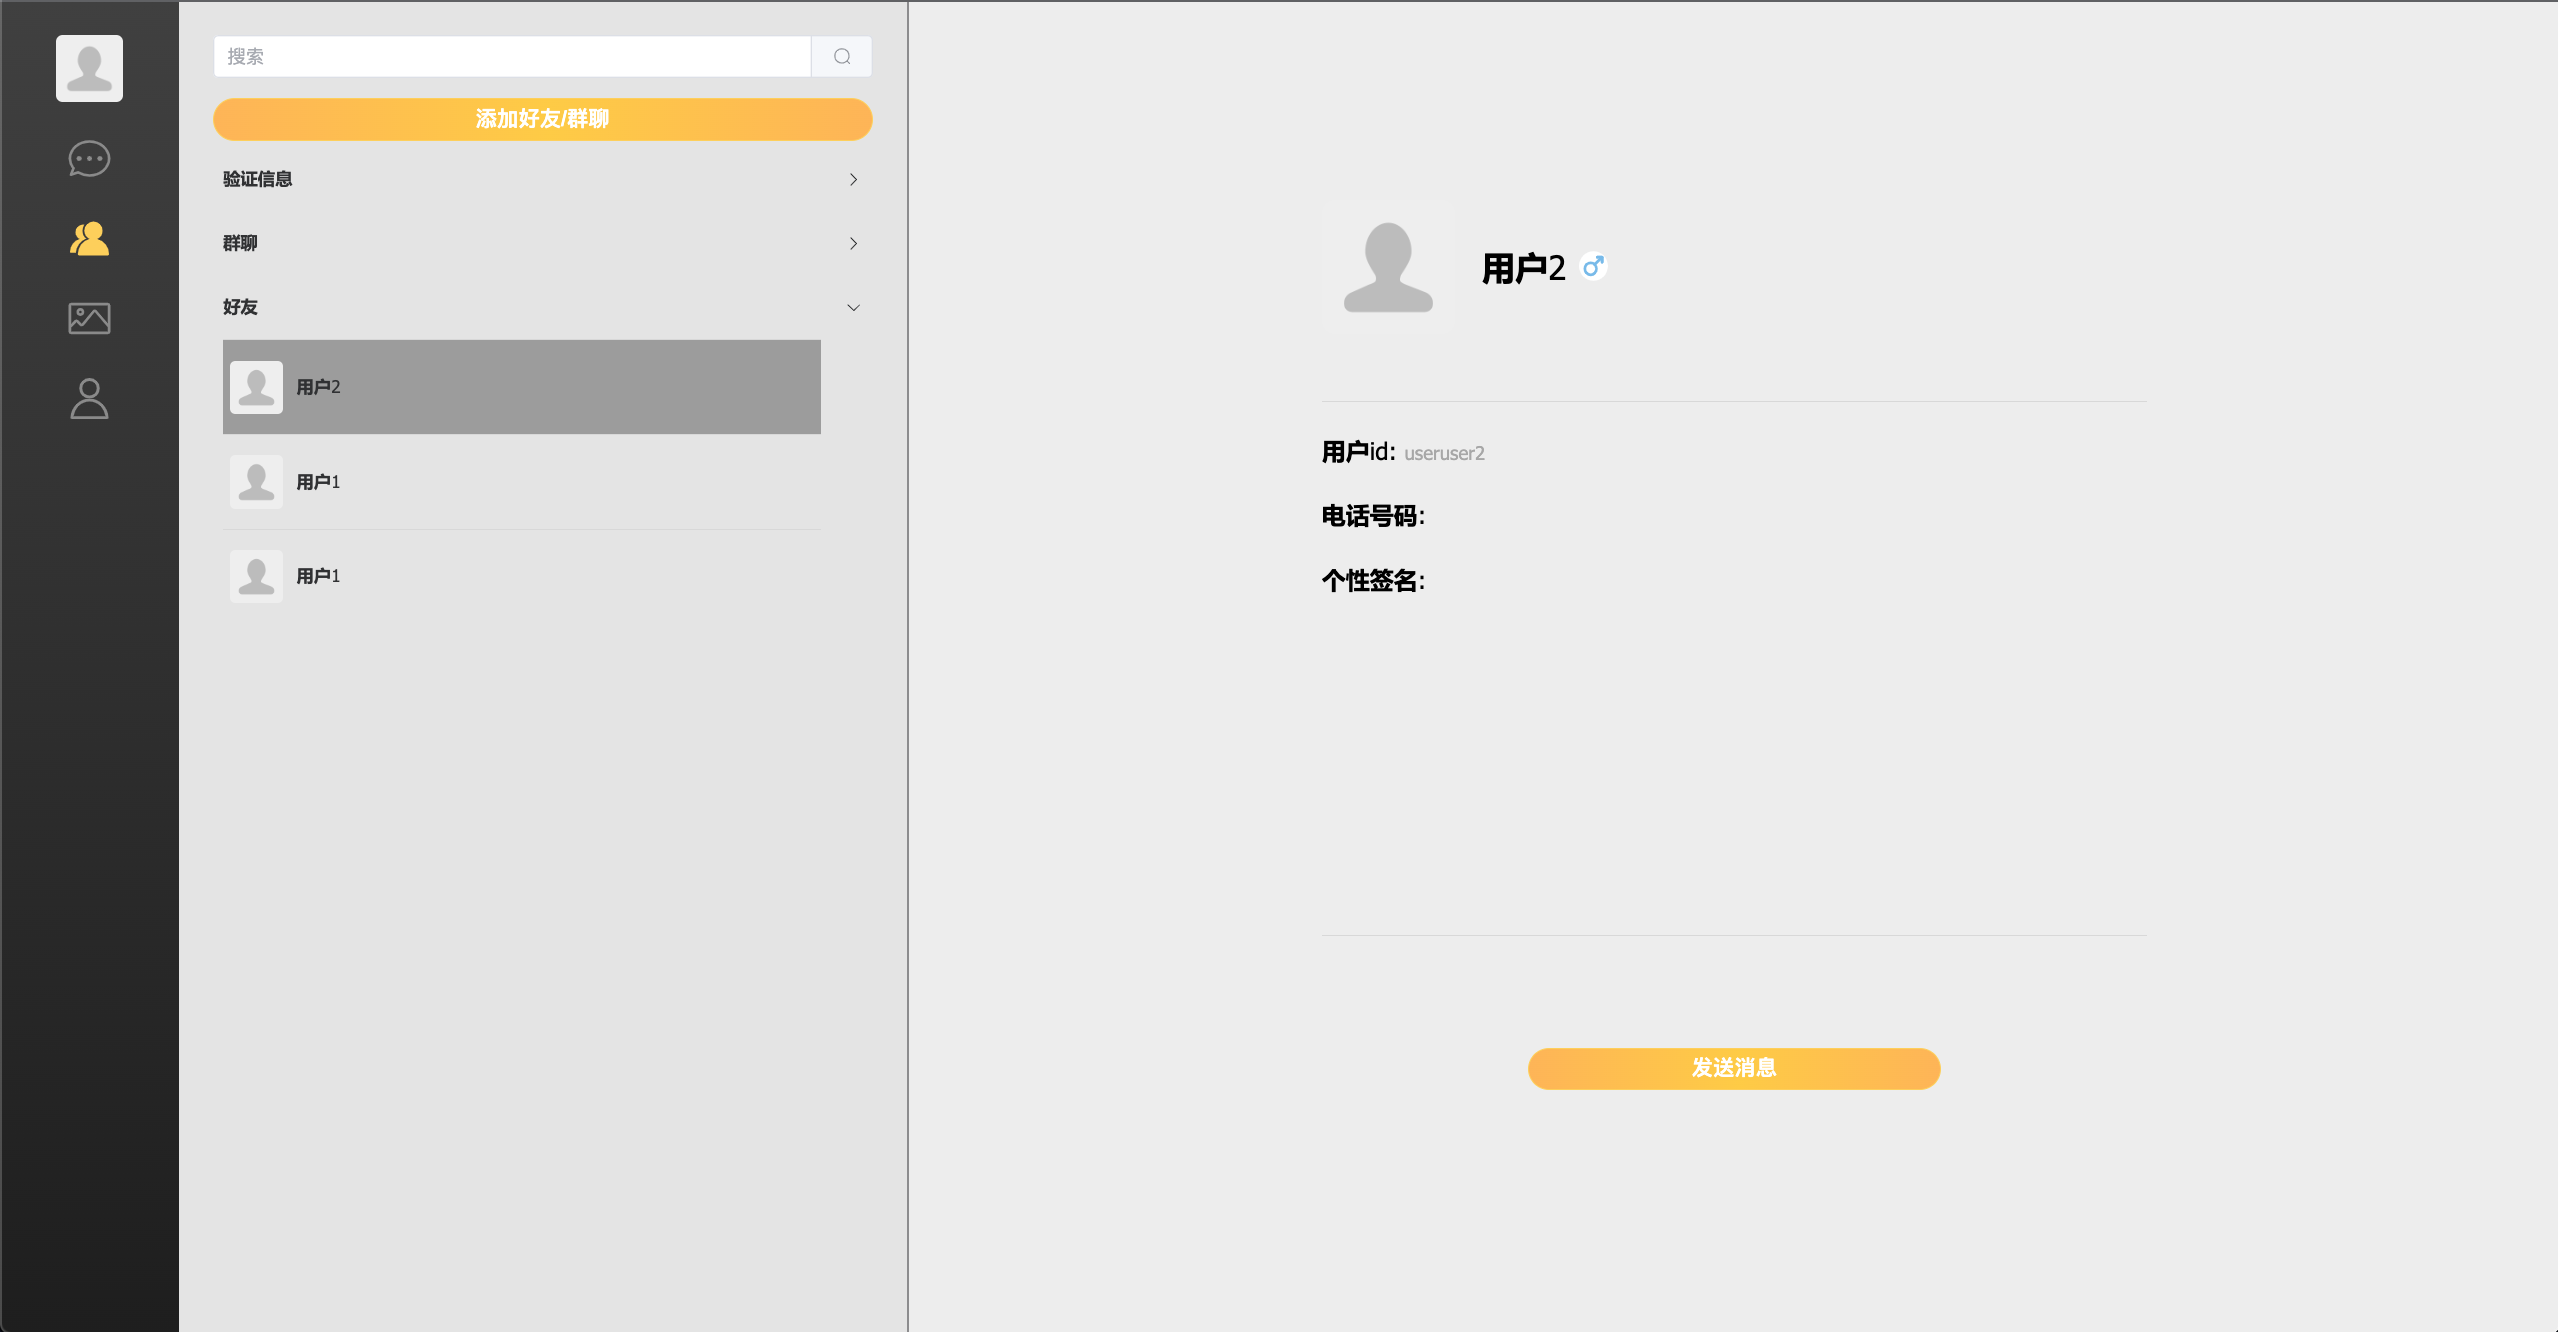 搜索
添加好友/群聊
验证信息
群聊
好友
用户2
用户1
用户1
用户2
用户id: useruser2
电话号码:
个性签名:
发送消息